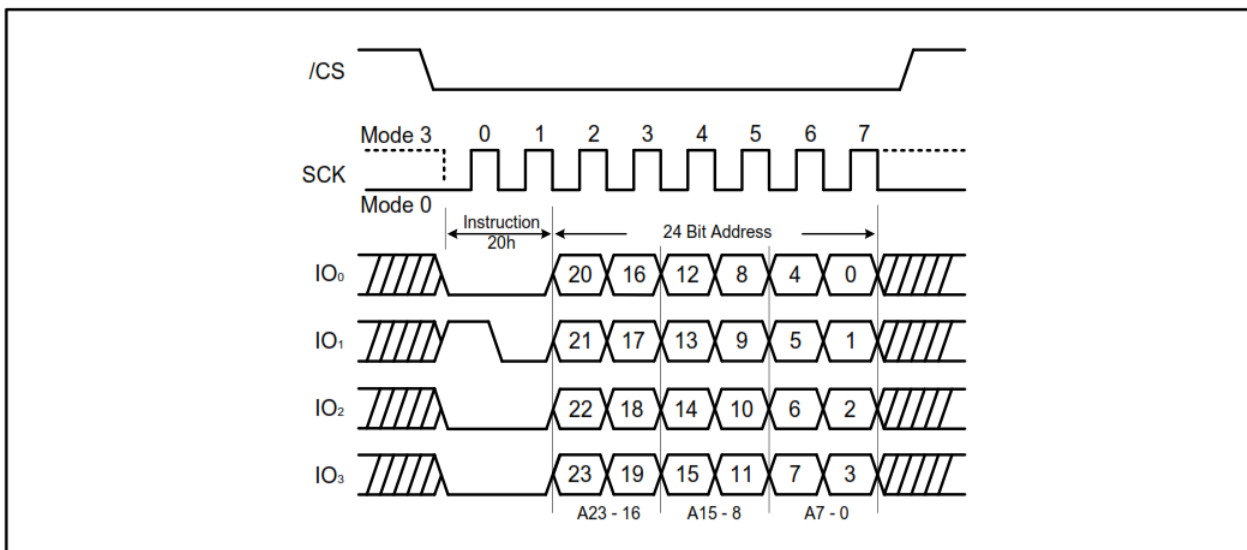 /CS
Mode 3 0 1 2 3 4 5 6 7
SCK
Mode 0
Instruction
20h
24 Bit Address
IO₀ 20 16 12 8 4 0
IO₁ 21 17 13 9 5 1
IO₂ 22 18 14 10 6 2
IO₃ 23 19 15 11 7 3
A23 - 16 A15 - 8 A7 - 0